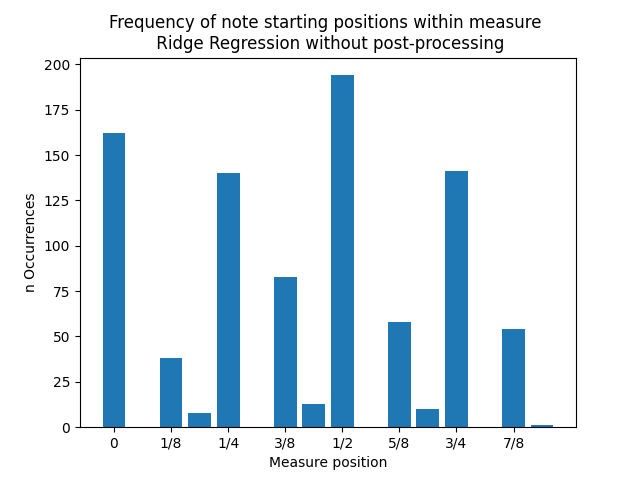 Frequency of note starting positions within measure
Ridge Regression without post-processing
200
175
150
125
100
75
50
25
0
n Occurrences
0 1/8 1/4 3/8 1/2 5/8 3/4 7/8
Measure position